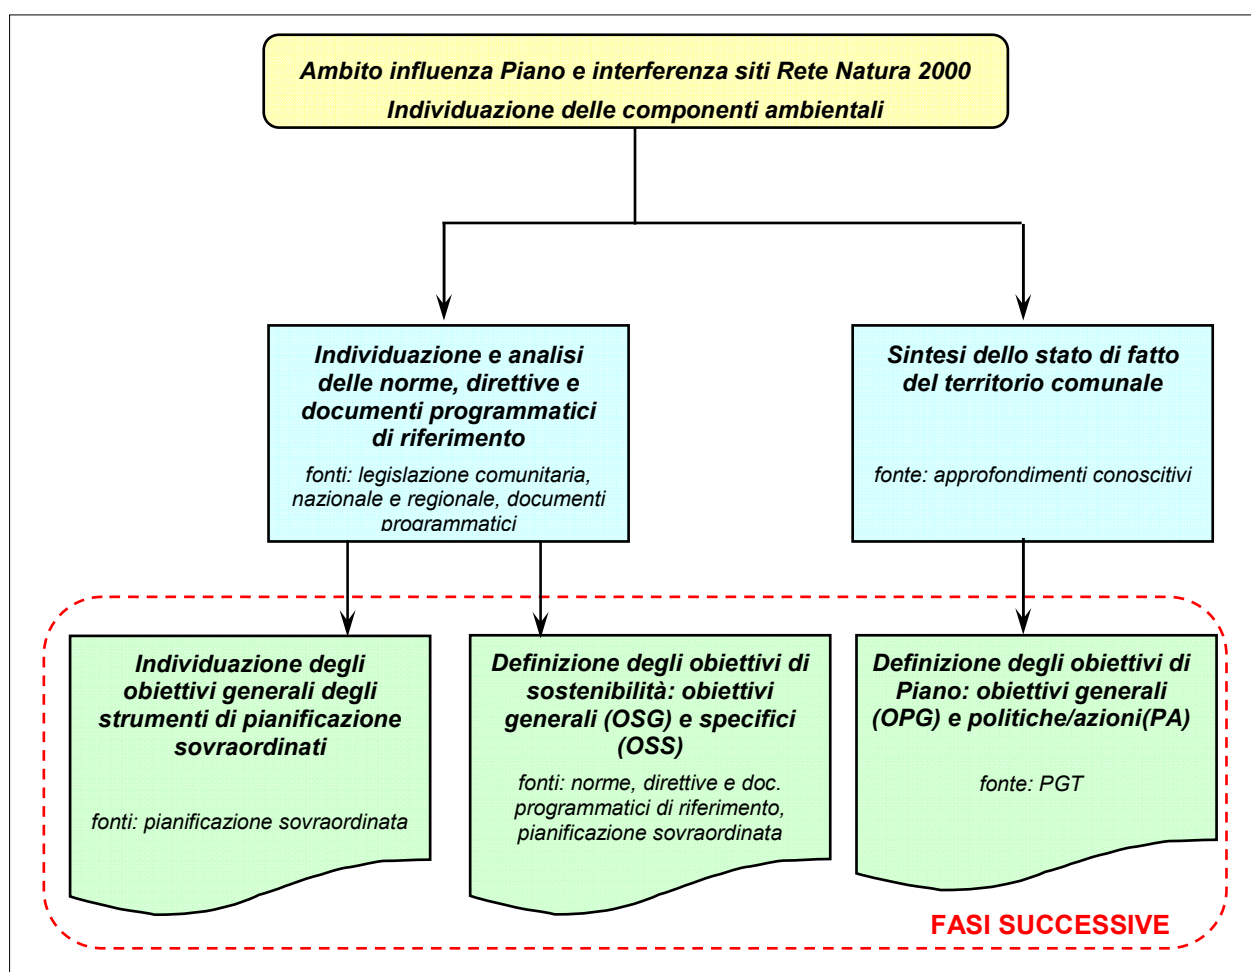 Ambito influenza Piano e interferenza siti Rete Natura 2000
Individuazione delle componenti ambientali
Individuazione e analisi
delle norme, direttive e
documenti programmatici
di riferimento
fonti: legislazione comunitaria,
nazionale e regionale, documenti
programmatici
Sintesi dello stato di fatto
del territorio comunale
fonte: approfondimenti conoscitivi
Individuazione degli
obiettivi generali degli
strumenti di pianificazione
sovraordinati
fonti: pianificazione sovraordinata
Definizione degli obiettivi di
sostenibilità: obiettivi
generali (OSG) e specifici
(OSS)
fonti: norme, direttive e doc.
programmatici di riferimento,
pianificazione sovraordinata
Definizione degli obiettivi di
Piano: obiettivi generali
(OPG) e politiche/azioni(PA)
fonte: PGT
FASI SUCCESSIVE